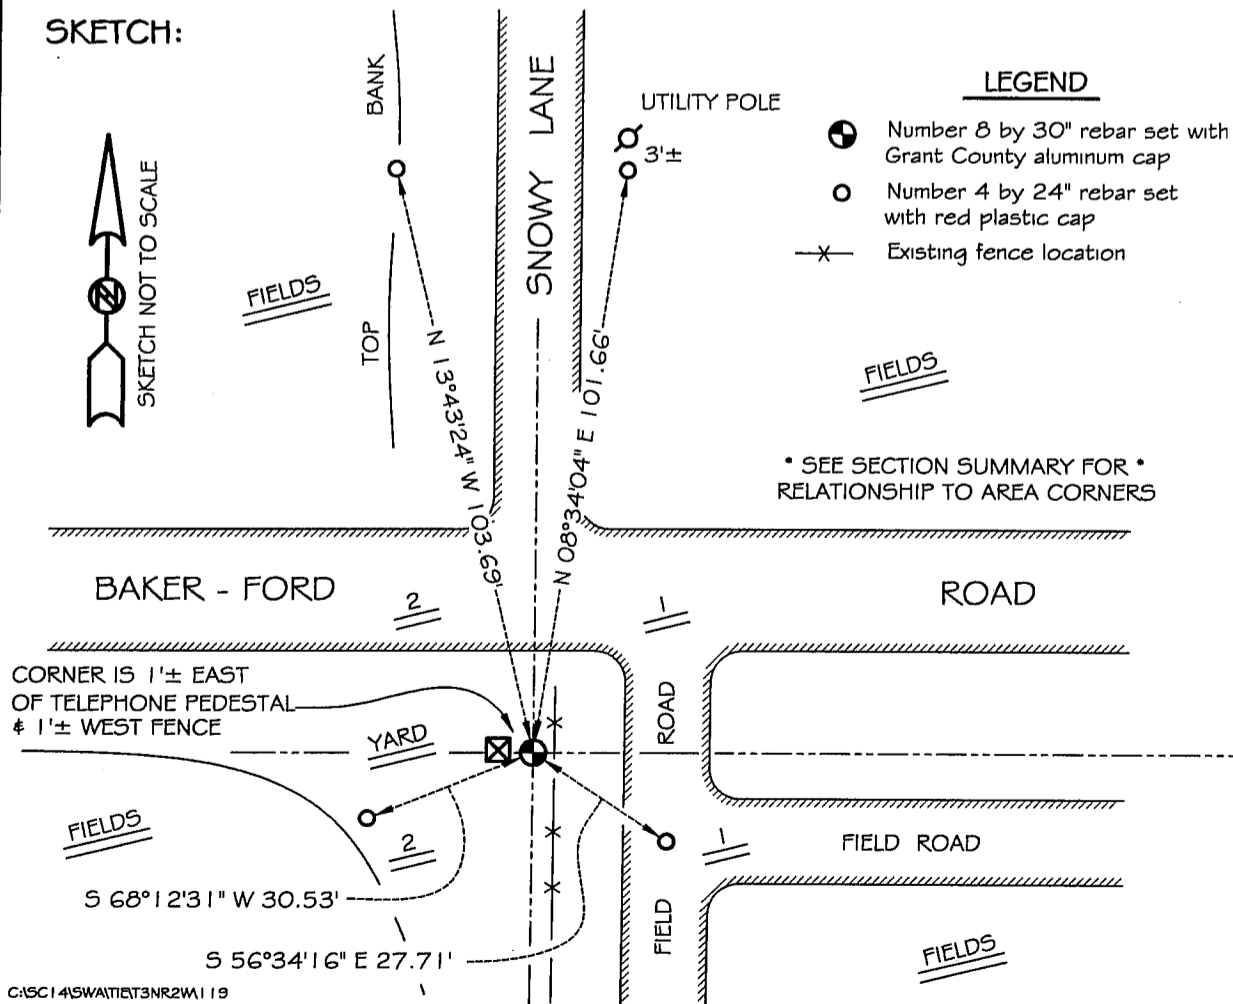 SKETCH:
BANK
SNOWY LANE
UTILITY POLE
3'±
LEGEND
Number 8 by 30" rebar set with
Grant County aluminum cap
Number 4 by 24" rebar set
with red plastic cap
Existing fence location
N
SKETCH NOT TO SCALE
FIELDS
TOP
N 13°43'24" W 103.69'
N 08°34'04" E 101.66'
FIELDS
* SEE SECTION SUMMARY FOR *
RELATIONSHIP TO AREA CORNERS
BAKER - FORD
2
1
ROAD
CORNER IS 1'± EAST
OF TELEPHONE PEDESTAL
& 1'± WEST FENCE
YARD
ROAD
FIELDS
2
1
FIELD ROAD
S 68°12'31" W 30.53'
FIELD
S 56°34'16" E 27.71'
FIELDS
C:\SC14\SWA\TIE\T3NR2W\119